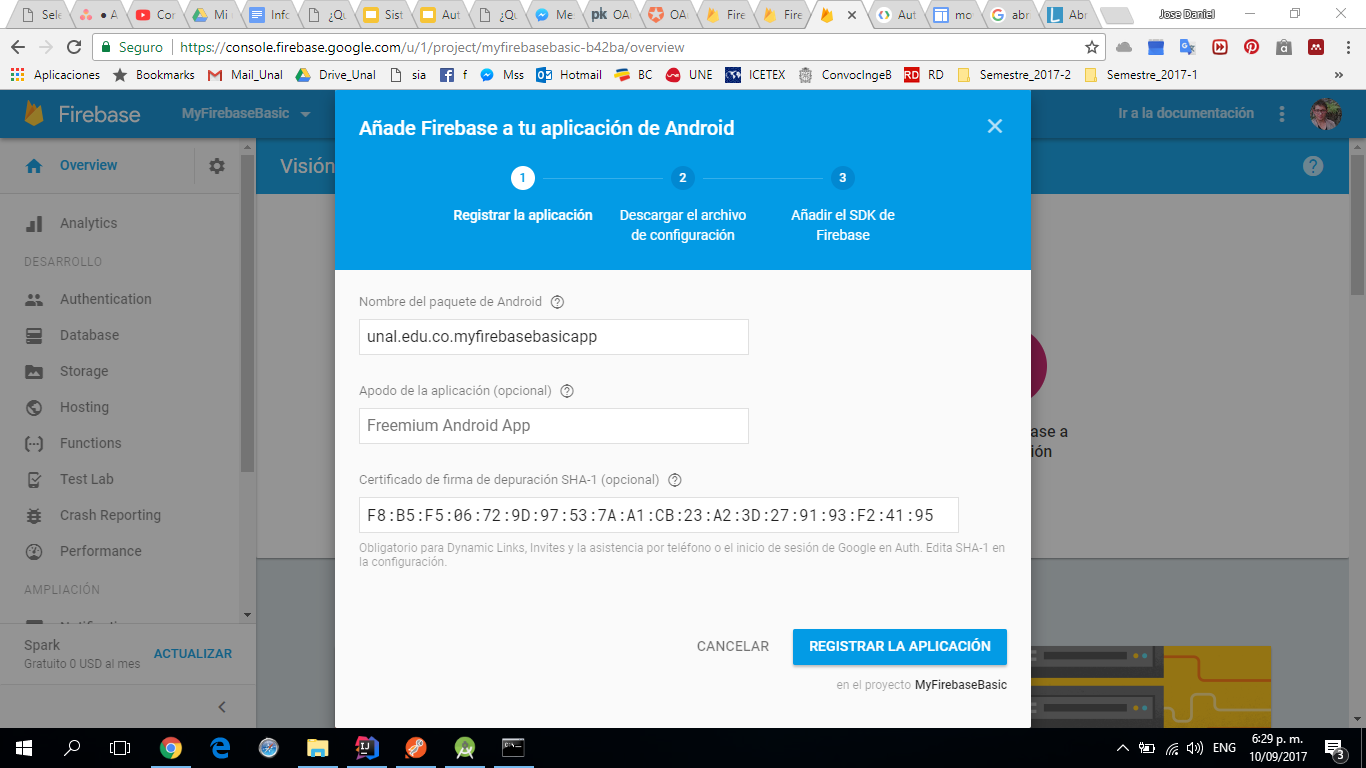 Sele
A
Cor
Mi
Info
¿Qu
Sist
Aut
¿Qu
Me
pk OA
OA
Fire
Fire
Aut
mo
abr
Abr
Jose Daniel
Seguro
https://console.firebase.google.com/u/1/project/myfirebasebasic-b42ba/overview
Aplicaciones
Bookmarks
Mail_Unal
Drive_Unal
sia
f
Mss
Hotmail
BC
UNE
ICETEX
ConvocIngeB
RD
RD
Semestre_2017-2
Semestre_2017-1
»
Firebase
MyFirebaseBasic
Ir a la documentación
Overview
Visión
Analytics
DESARROLLO
Authentication
Database
Storage
Hosting
Functions
Test Lab
Crash Reporting
Performance
AMPLIACIÓN
Spark
Gratuito 0 USD al mes
ACTUALIZAR
Añade Firebase a tu aplicación de Android
1
2
3
Registrar la aplicación
Descargar el archivo
de configuración
Añadir el SDK de
Firebase
Nombre del paquete de Android
unal.edu.co.myfirebasebasicapp
Apodo de la aplicación (opcional)
Freemium Android App
Certificado de firma de depuración SHA-1 (opcional)
F8:B5:F5:06:72:9D:97:53:7A:A1:CB:23:A2:3D:27:91:93:F2:41:95
Obligatorio para Dynamic Links, Invites y la asistencia por teléfono o el inicio de sesión de Google en Auth. Edita SHA-1 en
la configuración.
CANCELAR
REGISTRAR LA APLICACIÓN
en el proyecto MyFirebaseBasic
ase a
ión
ENG
6:29 p. m.
10/09/2017
3